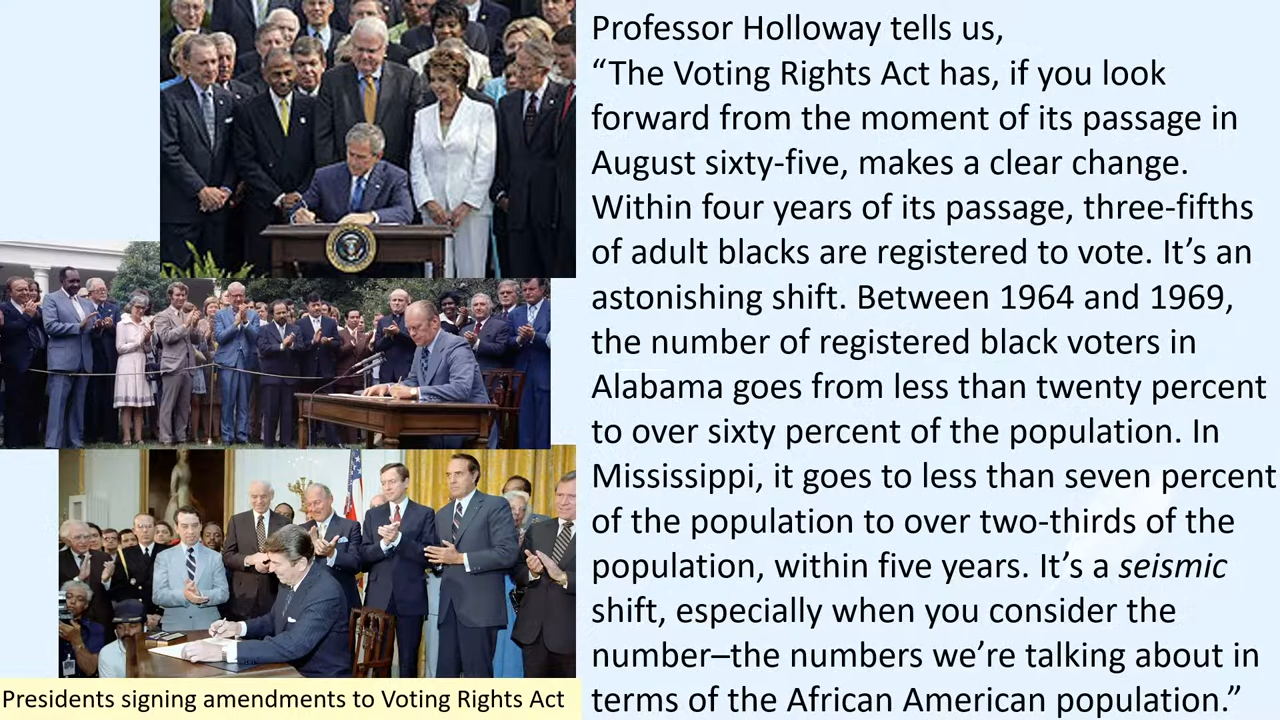 Professor Holloway tells us,
“The Voting Rights Act has, if you look
forward from the moment of its passage in
August sixty-five, makes a clear change.
Within four years of its passage, three-fifths
of adult blacks are registered to vote. It’s an
astonishing shift. Between 1964 and 1969,
the number of registered black voters in
Alabama goes from less than twenty percent
to over sixty percent of the population. In
Mississippi, it goes to less than seven percent
of the population to over two-thirds of the
population, within five years. It’s a seismic
shift, especially when you consider the
number–the numbers we’re talking about in
terms of the African American population.”
Presidents signing amendments to Voting Rights Act